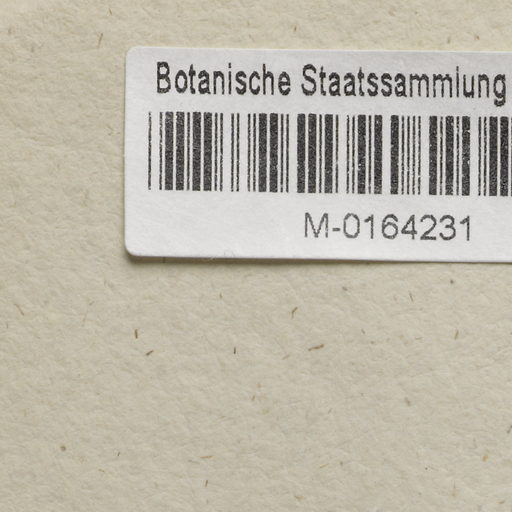 Botanische Staatssammlung
M-0164231